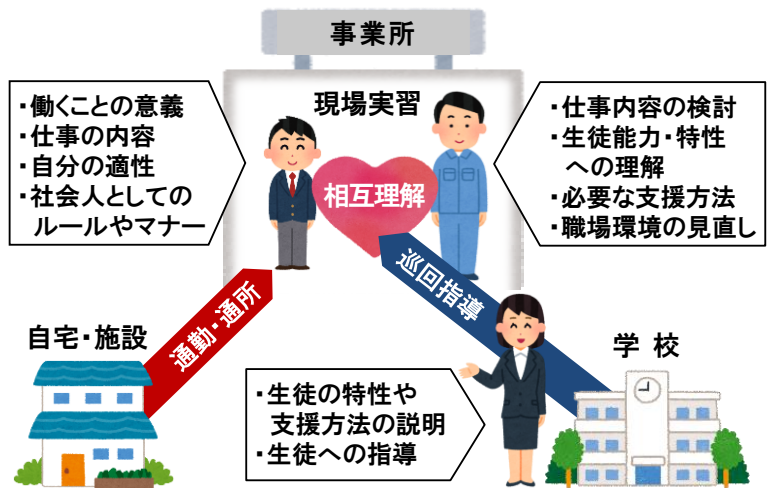 事業所
現場実習
・働くことの意義
・仕事の内容
・自分の適性
・社会人としての
ルールやマナー
相互理解
・仕事内容の検討
・生徒能力・特性
への理解
・必要な支援方法
・職場環境の見直し
通勤・通所
巡回指導
自宅・施設
学 校
・生徒の特性や
支援方法の説明
・生徒への指導